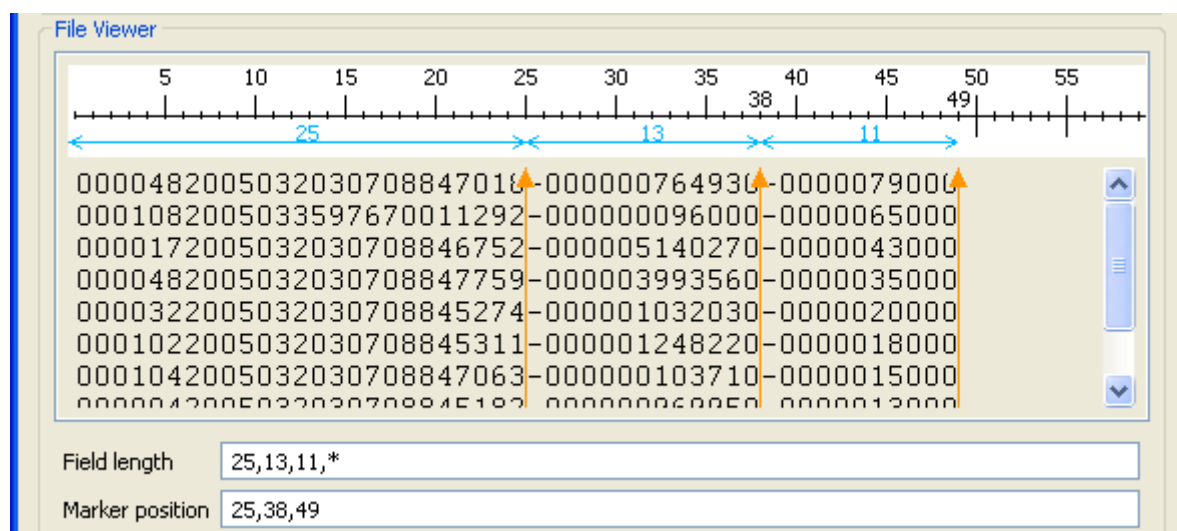 File Viewer
5 10 15 20 25 30 35 40 45 50 55
38 49
25 13 11
0000482005032030708847018-000000764930-0000079000
0001082005033597670011292-000000096000-0000065000
0000172005032030708846752-000005140270-0000043000
0000482005032030708847759-000003993560-0000035000
0000322005032030708845274-000001032030-0000020000
0001022005032030708845311-000001248220-0000018000
0001042005032030708847063-000000103710-0000015000
Field length 25,13,11,*
Marker position 25,38,49